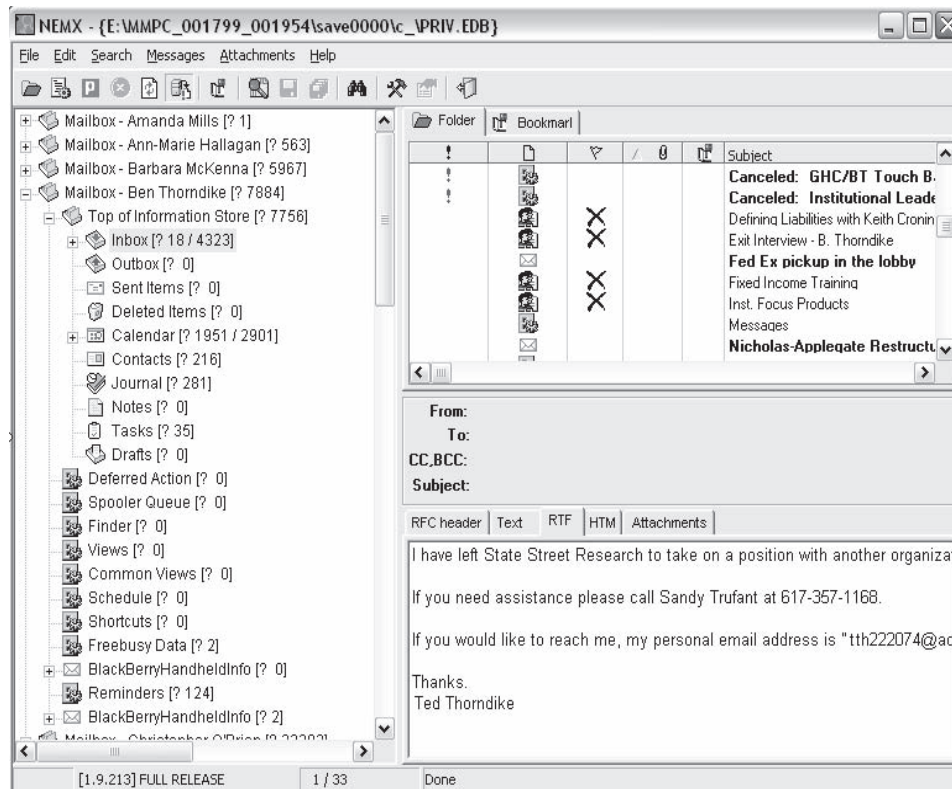 NEMX - {E:\MMPC_001799_001954\save0000\c_\PRIV.EDB}
File Edit Search Messages Attachments Help
Mailbox - Amanda Mills [? 1]
Mailbox - Ann-Marie Hallagan [? 563]
Mailbox - Barbara McKenna [? 5967]
Mailbox - Ben Thorndike [? 7884]
Top of Information Store [? 7756]
Inbox [? 18 / 4323]
Outbox [? 0]
Sent Items [? 0]
Deleted Items [? 0]
Calendar [? 1951 / 2901]
Contacts [? 216]
Journal [? 281]
Notes [? 0]
Tasks [? 35]
Drafts [? 0]
Deferred Action [? 0]
Spooler Queue [? 0]
Finder [? 0]
Views [? 0]
Common Views [? 0]
Schedule [? 0]
Shortcuts [? 0]
Freebusy Data [? 2]
BlackBerryHandheldInfo [? 0]
Reminders [? 124]
BlackBerryHandheldInfo [? 2]
Mailbox - Christopher
Folder Bookmarl
Subject
Canceled: GHC/BT Touch B
Canceled: Institutional Leade
Defining Liabilities with Keith Cronin
Exit Interview - B. Thorndike
Fed Ex pickup in the lobby
Fixed Income Training
Inst. Focus Products
Messages
Nicholas-Applegate Restructu
From:
To:
CC,BCC:
Subject:
RFC header Text RTF HTM Attachments
I have left State Street Research to take on a position with another organiza
If you need assistance please call Sandy Trufant at 617-357-1168.
If you would like to reach me, my personal email address is "tth222074@ao
Thanks.
Ted Thorndike
[1.9.213] FULL RELEASE 1 / 33 Done